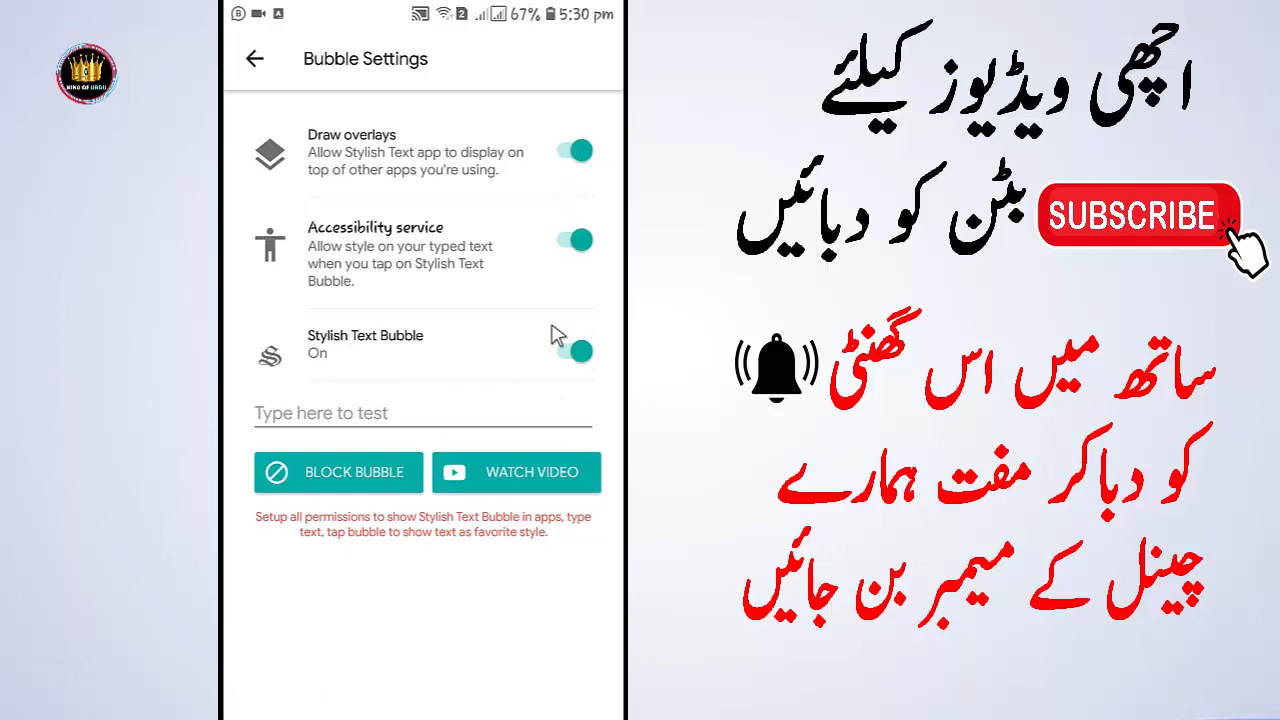 KING OF URDU
67% 5:30 pm
Bubble Settings
Draw overlays
Allow Stylish Text app to display on
top of other apps you're using.
Accessibility service
Allow style on your typed text
when you tap on Stylish Text
Bubble.
Stylish Text Bubble
On
Type here to test
BLOCK BUBBLE
WATCH VIDEO
Setup all permissions to show Stylish Text Bubble in apps, type
text, tap bubble to show text as favorite style.
اچھی ویڈیوز کیلئے
SUBSCRIBE بٹن کو دبائیں
ساتھ میں اس گھنٹی
کو دباکر مفت ہمارے
چینل کے میمبر بن جائیں